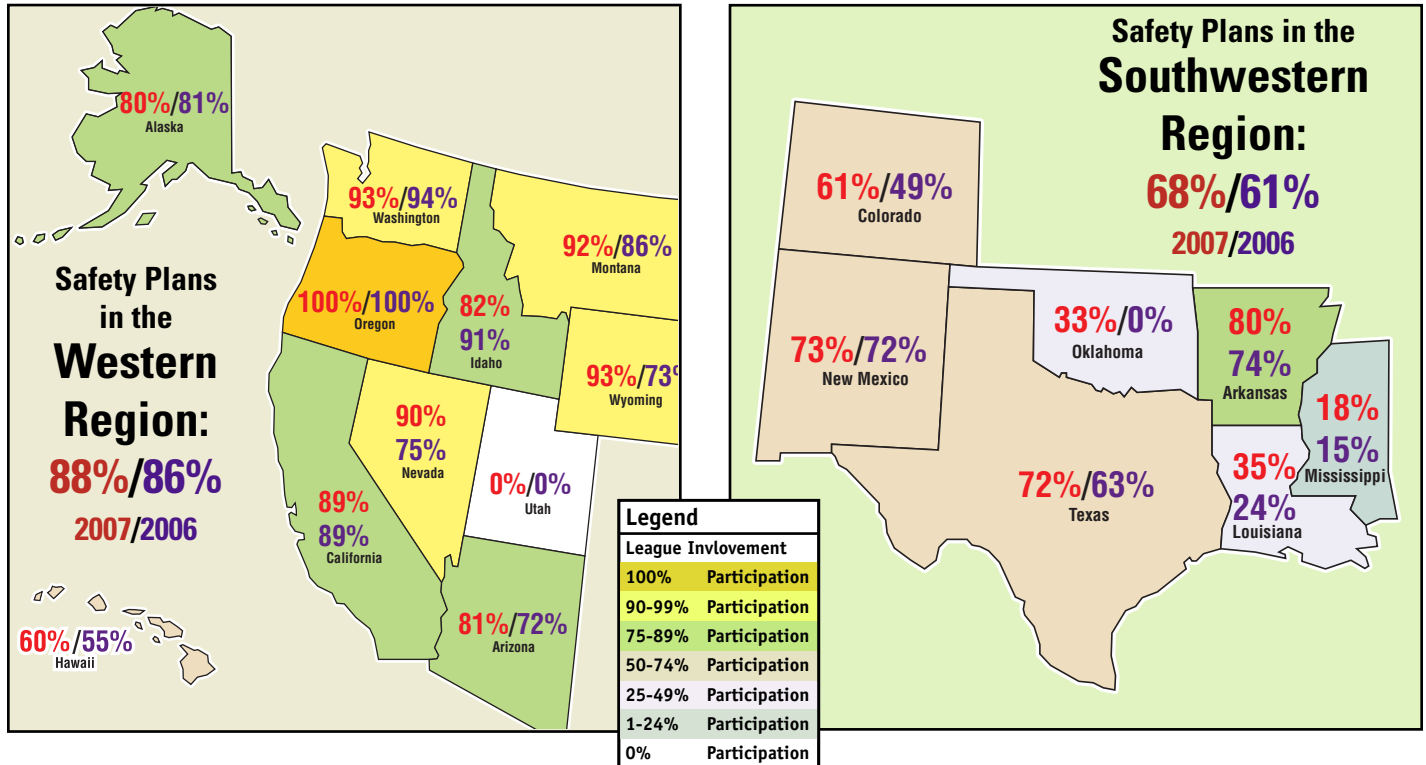 80%/81%
Alaska
93%/94%
Washington
92%/86%
Montana
100%/100%
Oregon
82%
91%
Idaho
93%/73%
Wyoming
Safety Plans
in the
Western
Region:
88%/86%
2007/2006
90%
75%
Nevada
0%/0%
Utah
89%
89%
California
81%/72%
Arizona
60%/55%
Hawaii
Legend
League Invlovement
100% Participation
90-99% Participation
75-89% Participation
50-74% Participation
25-49% Participation
1-24% Participation
0% Participation
Safety Plans in the
Southwestern
Region:
68%/61%
2007/2006
61%/49%
Colorado
73%/72%
New Mexico
33%/0%
Oklahoma
80%
74%
Arkansas
18%
15%
Mississippi
35%
24%
Louisiana
72%/63%
Texas